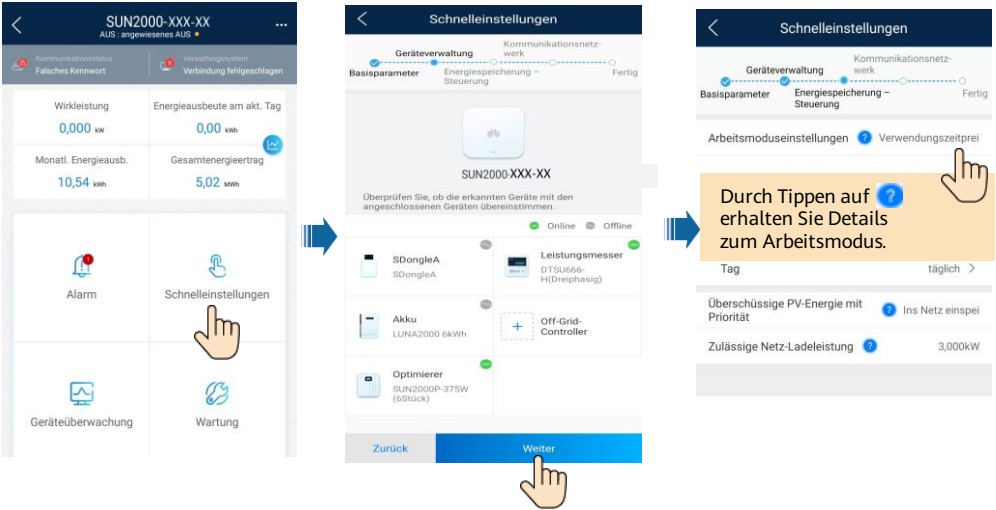 SUN2000-XXX-XX
AUS : angewiesenes AUS
Kommunikationsstatus
Falsches Kennwort
Verwaltungssystem
Verbindung fehlgeschlagen
Wirkleistung
0,000 kW
Energieausbeute am akt. Tag
0,00 kWh
Monatl. Energieausb.
10,54 kWh
Gesamtenergieertrag
5,02 MWh
Alarm
Schnelleinstellungen
Geräteüberwachung
Wartung
Schnelleinstellungen
Geräteverwaltung
Kommunikationsnetz-
werk
Basisparameter
Energiespeicherung –
Steuerung
Fertig
SUN2000-XXX-XX
Überprüfen Sie, ob die erkannten Geräte mit den
angeschlossenen Geräten übereinstimmen.
Online
Offline
SDongleA
SDongleA
Leistungsmesser
DTSU666-
H(Dreiphasig)
Akku
LUNA2000 6kWh
Off-Grid-
Controller
Optimierer
SUN2000P-375W
(6Stück)
Zurück
Weiter
Schnelleinstellungen
Geräteverwaltung
Kommunikationsnetz-
werk
Basisparameter
Energiespeicherung –
Steuerung
Fertig
Arbeitsmoduseinstellungen ? Verwendungszeitprei
Durch Tippen auf ?
erhalten Sie Details
zum Arbeitsmodus.
Tag
täglich >
Überschüssige PV-Energie mit
Priorität
? Ins Netz einspei
Zulässige Netz-Ladeleistung ? 3,000kW